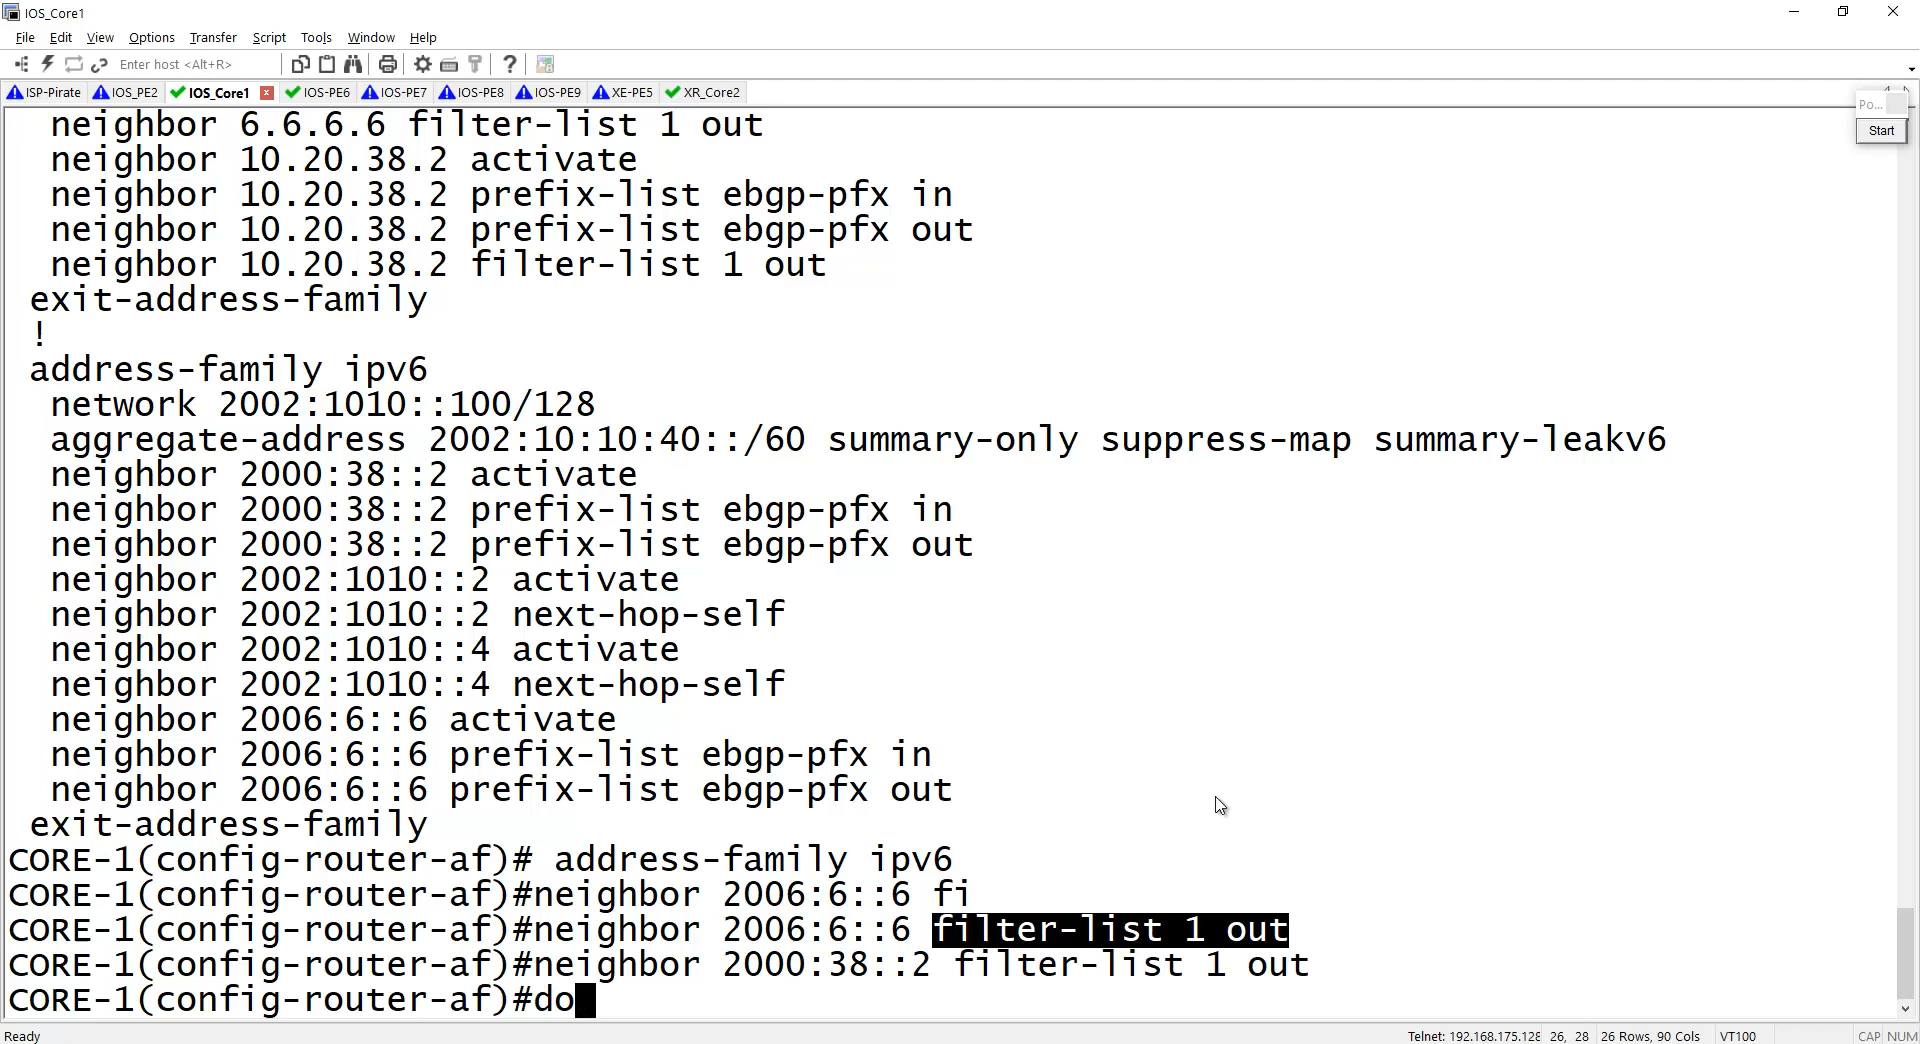 IOS_Core1
File Edit View Options Transfer Script Tools Window Help
Enter host <Alt+R>
ISP-Pirate IOS_PE2 IOS_Core1 IOS-PE6 IOS-PE7 IOS-PE8 IOS-PE9 XE-PE5 XR_Core2
Po...
Start
neighbor 6.6.6.6 filter-list 1 out
neighbor 10.20.38.2 activate
neighbor 10.20.38.2 prefix-list ebgp-pfx in
neighbor 10.20.38.2 prefix-list ebgp-pfx out
neighbor 10.20.38.2 filter-list 1 out
exit-address-family
!
address-family ipv6
network 2002:1010::100/128
aggregate-address 2002:10:10:40::/60 summary-only suppress-map summary-leakv6
neighbor 2000:38::2 activate
neighbor 2000:38::2 prefix-list ebgp-pfx in
neighbor 2000:38::2 prefix-list ebgp-pfx out
neighbor 2002:1010::2 activate
neighbor 2002:1010::2 next-hop-self
neighbor 2002:1010::4 activate
neighbor 2002:1010::4 next-hop-self
neighbor 2006:6::6 activate
neighbor 2006:6::6 prefix-list ebgp-pfx in
neighbor 2006:6::6 prefix-list ebgp-pfx out
exit-address-family
CORE-1(config-router-af)# address-family ipv6
CORE-1(config-router-af)#neighbor 2006:6::6 fi
CORE-1(config-router-af)#neighbor 2006:6::6 filter-list 1 out
CORE-1(config-router-af)#neighbor 2000:38::2 filter-list 1 out
CORE-1(config-router-af)#do
Ready Telnet: 192.168.175.128 26, 28 26 Rows, 90 Cols VT100 CAP NUM